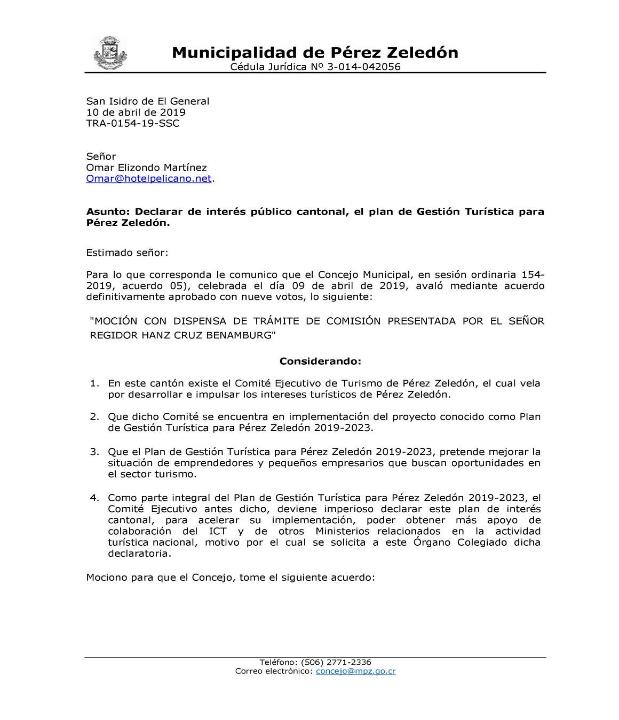 Municipalidad de Pérez Zeledón
Cédula Jurídica Nº 3-014-042056
San Isidro de El General
10 de abril de 2019
TRA-0154-19-SSC
Señor
Omar Elizondo Martínez
Omar@hotelpelicano.net.
Asunto: Declarar de interés público cantonal, el plan de Gestión Turística para
Pérez Zeledón.
Estimado señor:
Para lo que corresponda le comunico que el Concejo Municipal, en sesión ordinaria 154-
2019, acuerdo 05), celebrada el día 09 de abril de 2019, avaló mediante acuerdo
definitivamente aprobado con nueve votos, lo siguiente:
"MOCIÓN CON DISPENSA DE TRÁMITE DE COMISIÓN PRESENTADA POR EL SEÑOR
REGIDOR HANZ CRUZ BENAMBURG"
Considerando:
1. En este cantón existe el Comité Ejecutivo de Turismo de Pérez Zeledón, el cual vela
por desarrollar e impulsar los intereses turísticos de Pérez Zeledón.
2. Que dicho Comité se encuentra en implementación del proyecto conocido como Plan
de Gestión Turística para Pérez Zeledón 2019-2023.
3. Que el Plan de Gestión Turística para Pérez Zeledón 2019-2023, pretende mejorar la
situación de emprendedores y pequeños empresarios que buscan oportunidades en
el sector turismo.
4. Como parte integral del Plan de Gestión Turística para Pérez Zeledón 2019-2023, el
Comité Ejecutivo antes dicho, deviene imperioso declarar este plan de interés
cantonal, para acelerar su implementación, poder obtener más apoyo de
colaboración del ICT y de otros Ministerios relacionados en la actividad
turística nacional, motivo por el cual se solicita a este Órgano Colegiado dicha
declaratoria.
Mociono para que el Concejo, tome el siguiente acuerdo:
Teléfono: (506) 2771-2336
Correo electrónico: concejo@mpz.go.cr